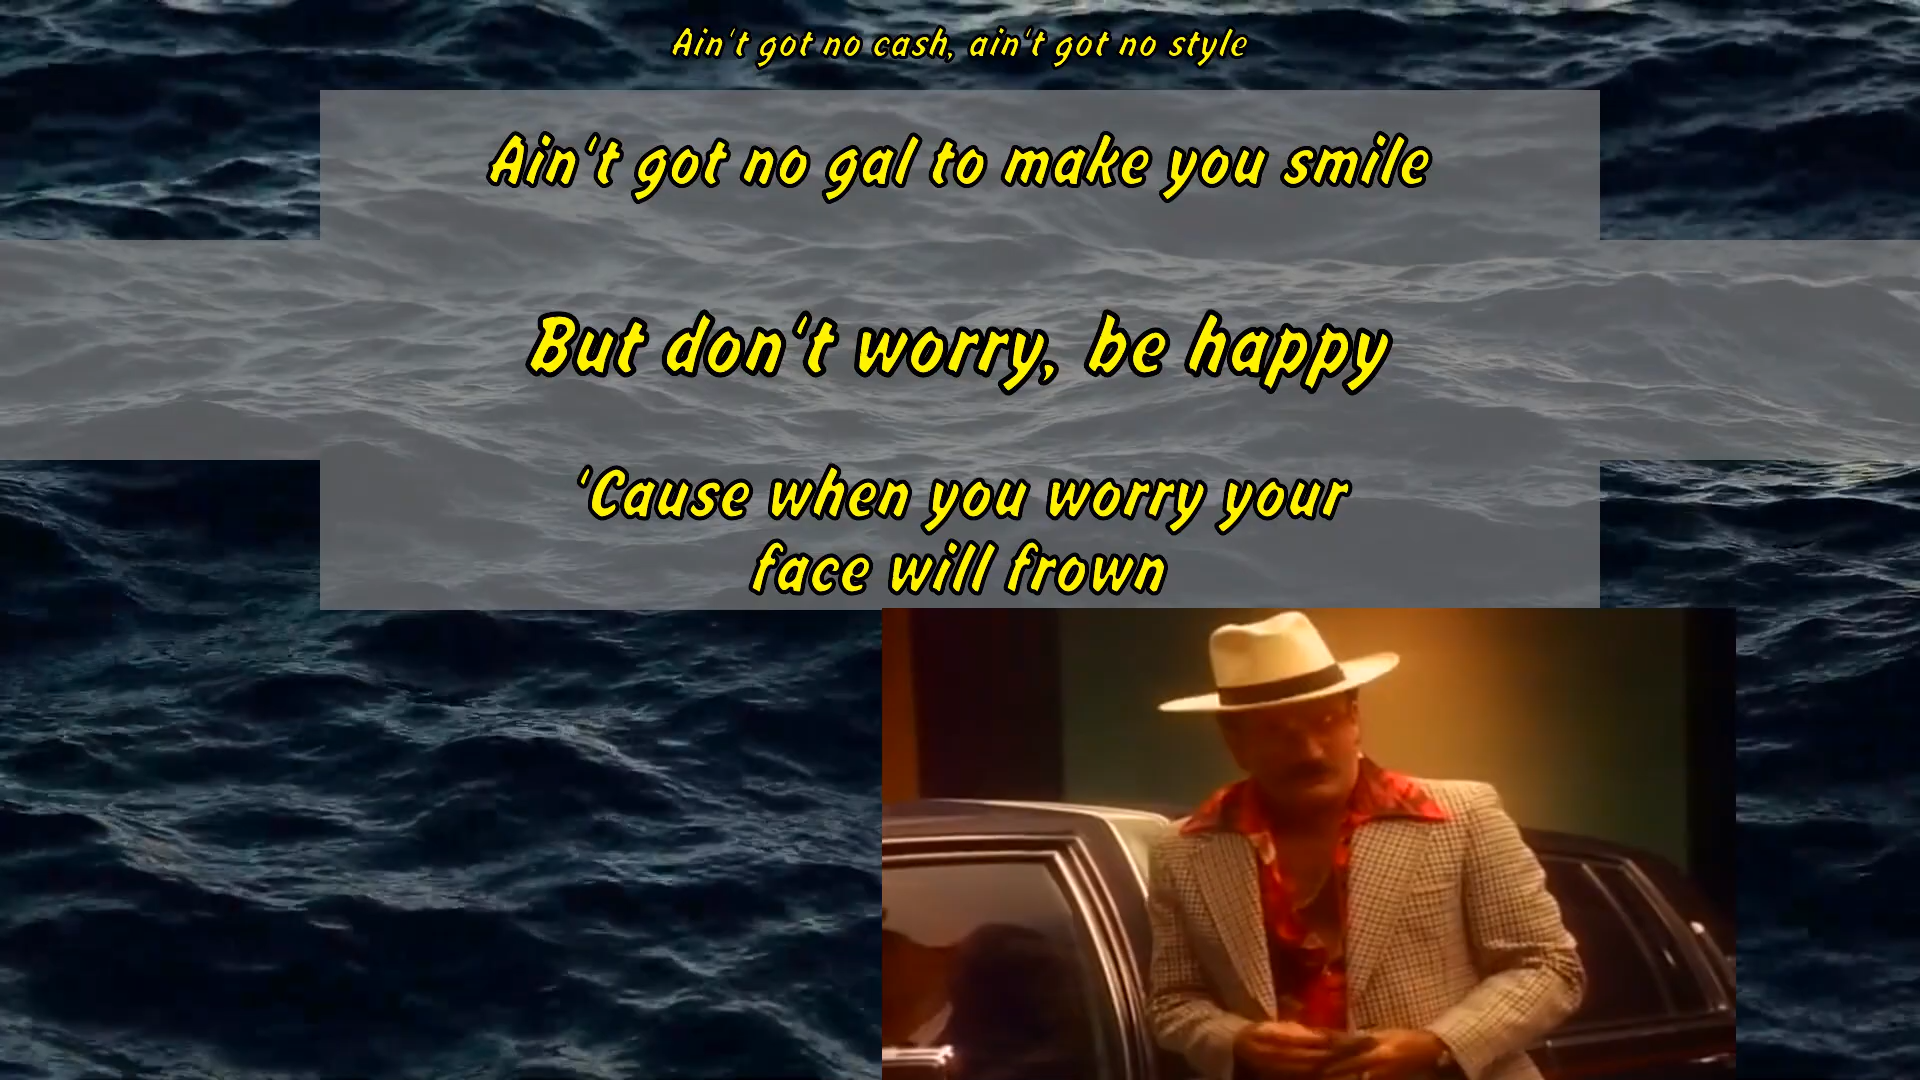 Ain't got no cash, ain't got no style
Ain't got no gal to make you smile
But don't worry, be happy
'Cause when you worry your
face will frown